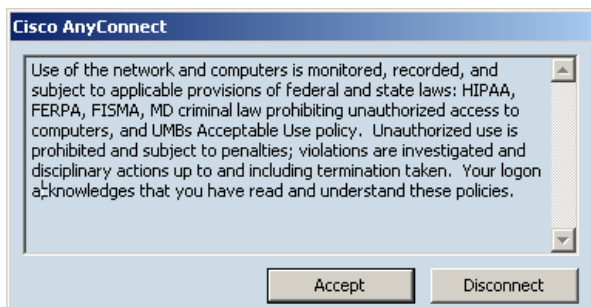 Cisco AnyConnect
Use of the network and computers is monitored, recorded, and
subject to applicable provisions of federal and state laws: HIPAA,
FERPA, FISMA, MD criminal law prohibiting unauthorized access to
computers, and UMBs Acceptable Use policy. Unauthorized use is
prohibited and subject to penalties; violations are investigated and
disciplinary actions up to and including termination taken. Your logon
acknowledges that you have read and understand these policies.
Accept Disconnect